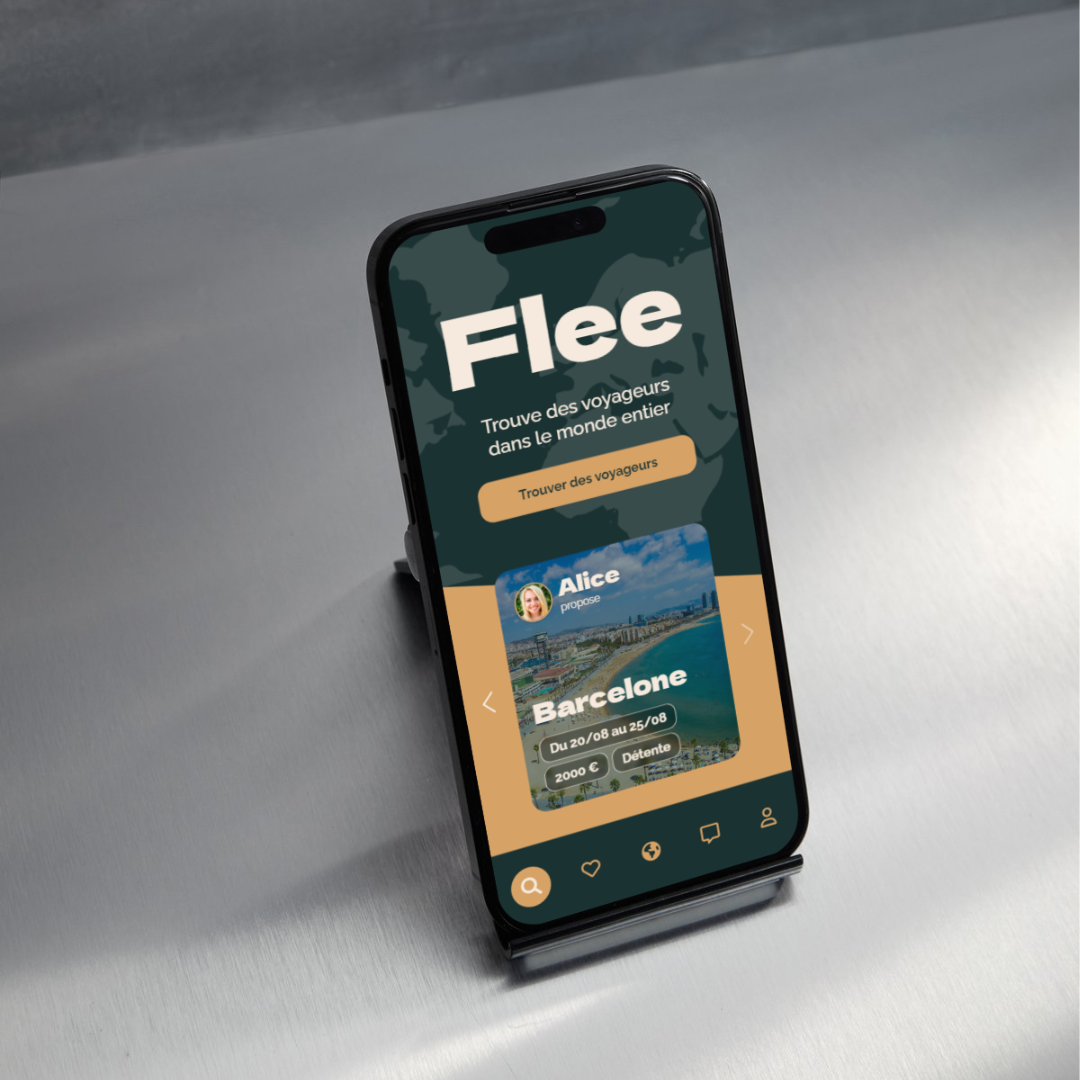 Flee
Trouve des voyageurs
dans le monde entier
Trouver des voyageurs
Alice
propose
Barcelone
Du 20/08 au 25/08
2000 €
Détente